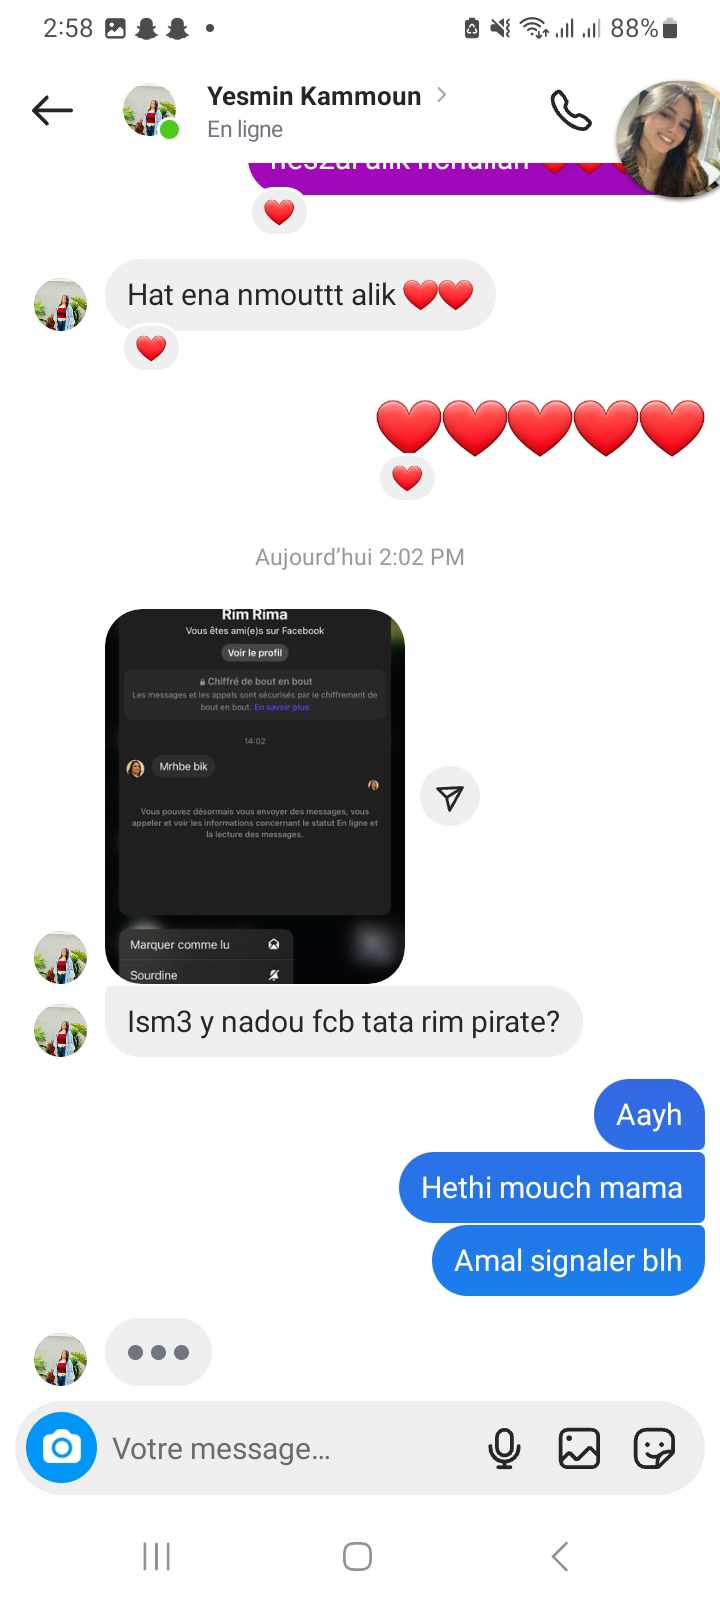 2:58
88%
Yesmin Kammoun
En ligne
neszal alik nehallah ❤️❤️
❤️
Hat ena nmouttt alik ❤️❤️
❤️
❤️❤️❤️❤️❤️
❤️
Aujourd'hui 2:02 PM
Rim Rima
Vous êtes ami(e)s sur Facebook
Voir le profil
Chiffré de bout en bout
Les messages et les appels sont sécurisés par le chiffrement de
bout en bout. En savoir plus
14:02
Mrhbe bik
Vous pouvez désormais vous envoyer des messages, vous
appeler et voir les informations concernant le statut En ligne et
la lecture des messages.
Marquer comme lu
Sourdine
Ism3 y nadou fcb tata rim pirate?
Aayh
Hethi mouch mama
Amal signaler blh
Votre message...